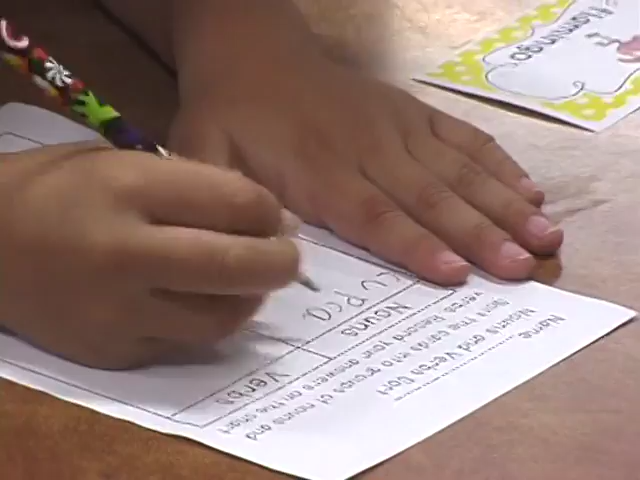 Name
Nouns and Verbs Sort
Sort the cards into groups of nouns and
verbs. Record your answers on the chart
Nouns
Verbs
cupca
flamingo